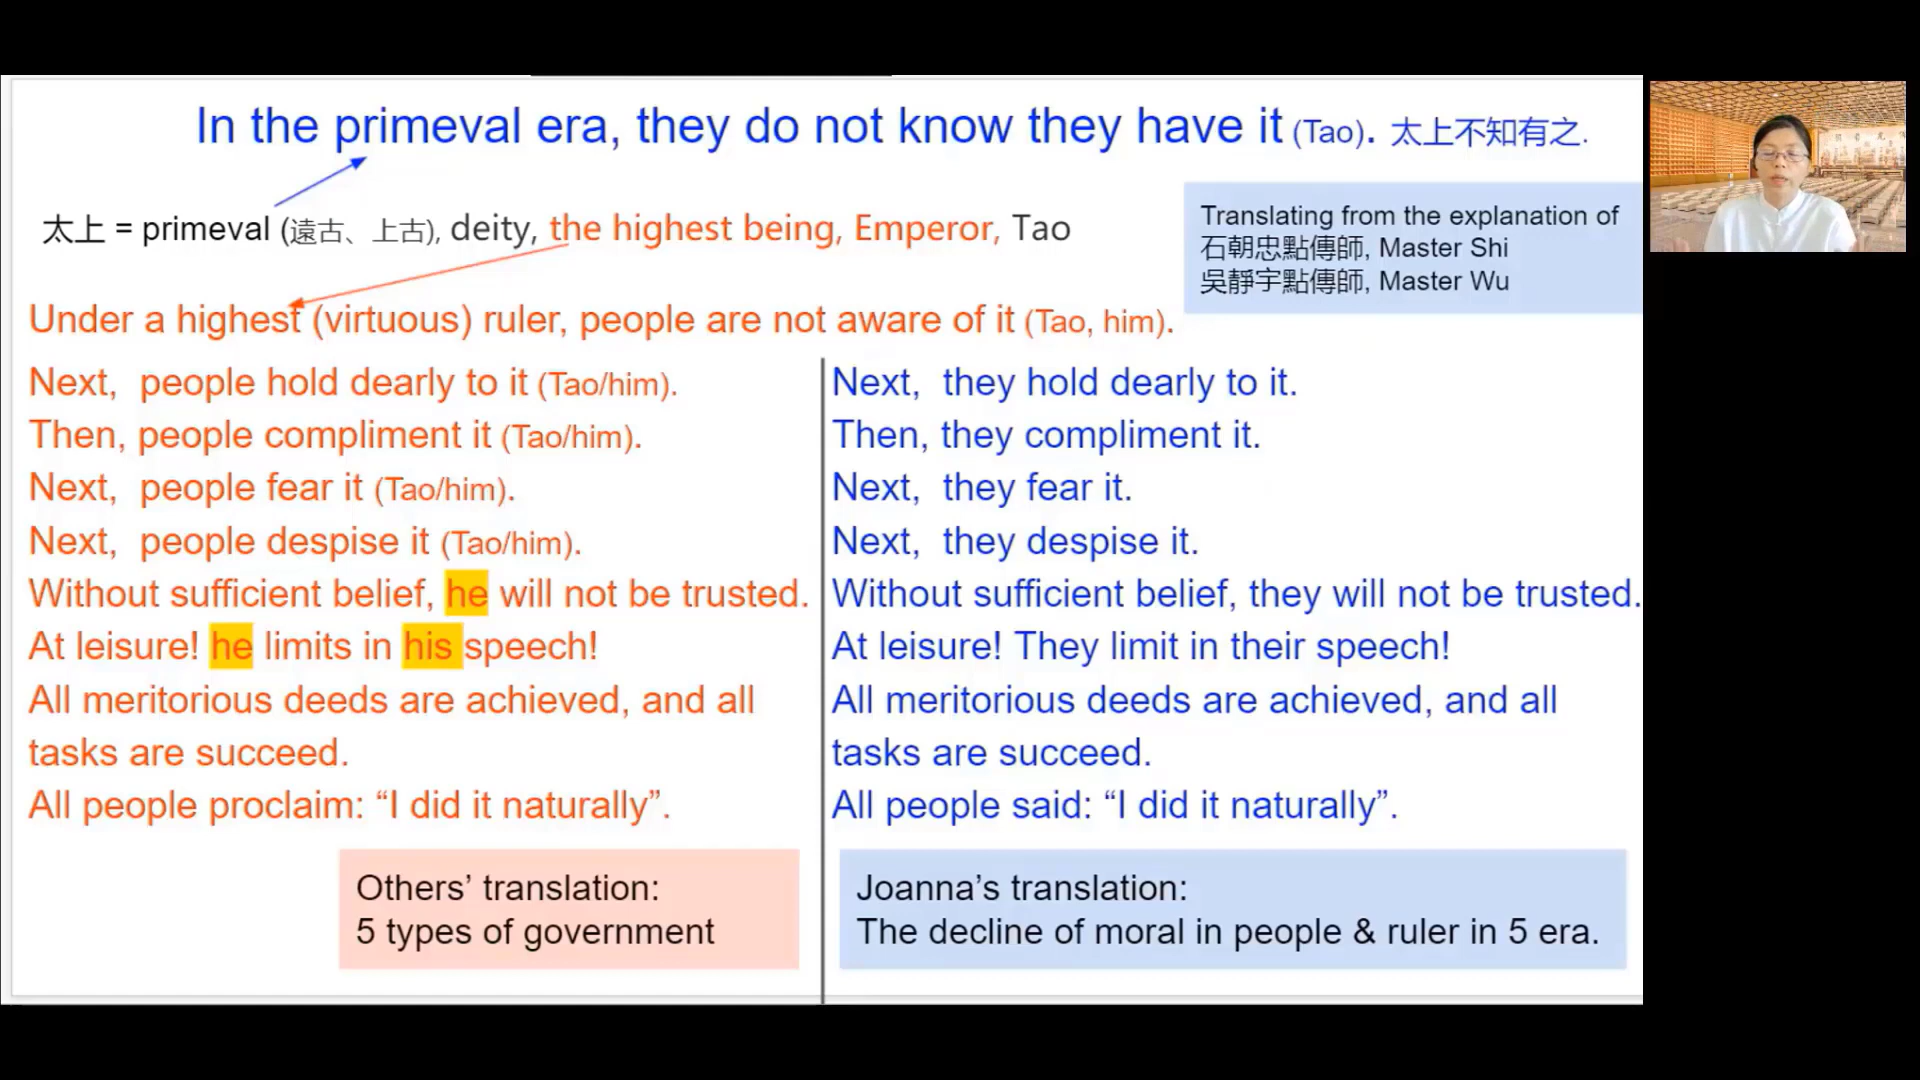 In the primeval era, they do not know they have it (Tao). 太上不知有之.
太上 = primeval (遠古、上古), deity, the highest being, Emperor, Tao
Translating from the explanation of
石朝忠點傳師, Master Shi
吳靜宇點傳師, Master Wu
Under a highest (virtuous) ruler, people are not aware of it (Tao, him).
Next, people hold dearly to it (Tao/him).
Then, people compliment it (Tao/him).
Next, people fear it (Tao/him).
Next, people despise it (Tao/him).
Without sufficient belief, he will not be trusted.
At leisure! he limits in his speech!
All meritorious deeds are achieved, and all
tasks are succeed.
All people proclaim: “I did it naturally”.
Others’ translation:
5 types of government
Next, they hold dearly to it.
Then, they compliment it.
Next, they fear it.
Next, they despise it.
Without sufficient belief, they will not be trusted.
At leisure! They limit in their speech!
All meritorious deeds are achieved, and all
tasks are succeed.
All people said: “I did it naturally”.
Joanna’s translation:
The decline of moral in people & ruler in 5 era.